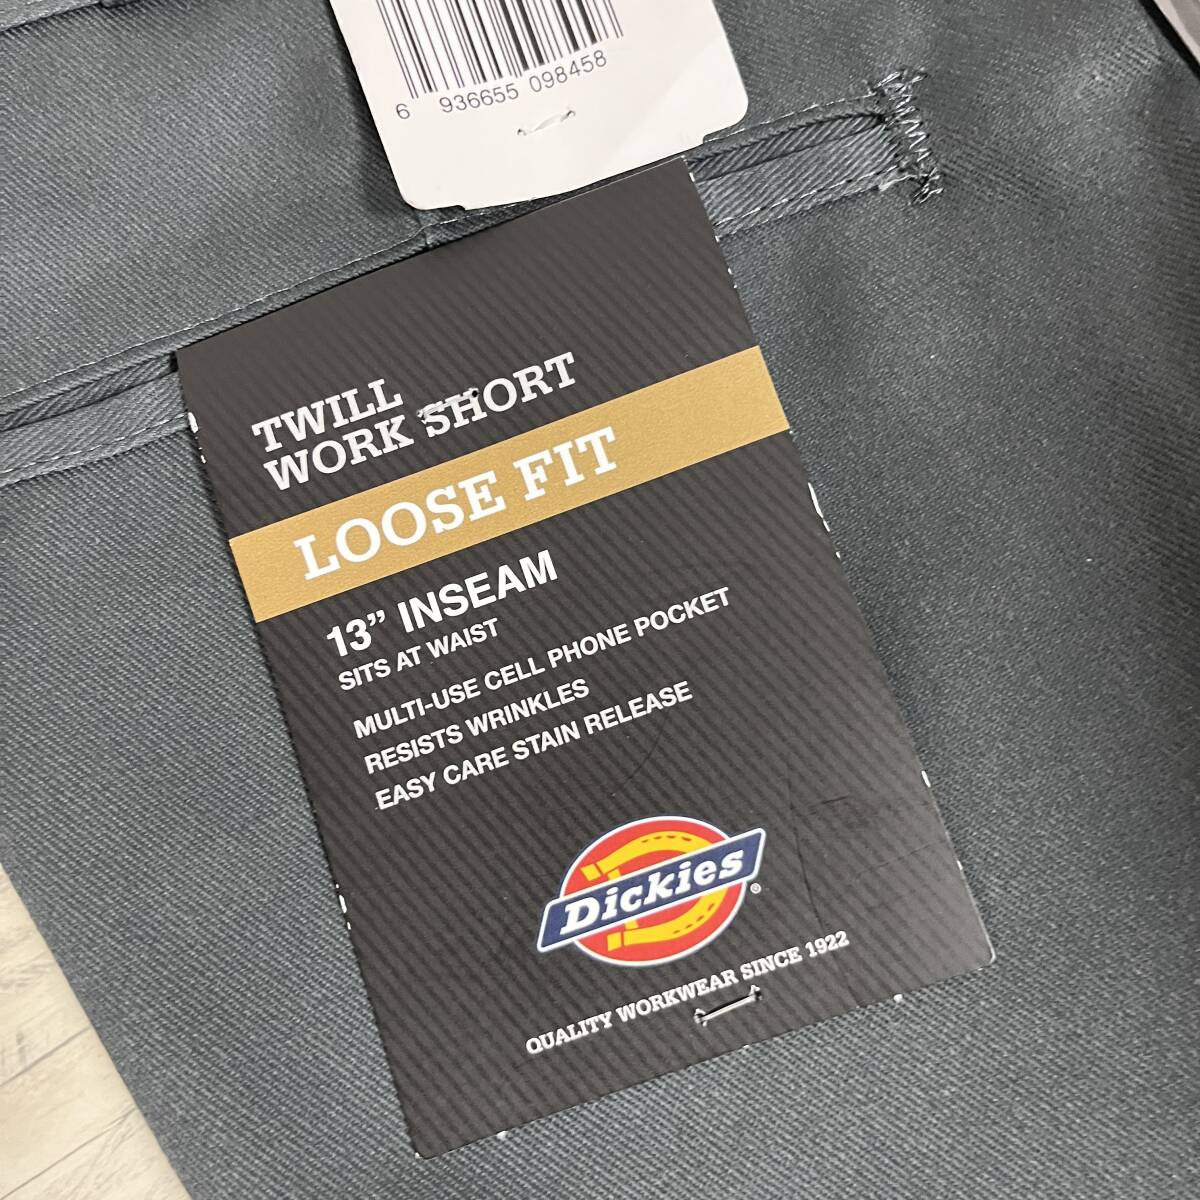 6 936655 098458
TWILL
WORK SHORT
LOOSE FIT
13” INSEAM
SITS AT WAIST
MULTI-USE CELL PHONE POCKET
RESISTS WRINKLES
EASY CARE STAIN RELEASE
Dickies®
QUALITY WORKWEAR SINCE 1922